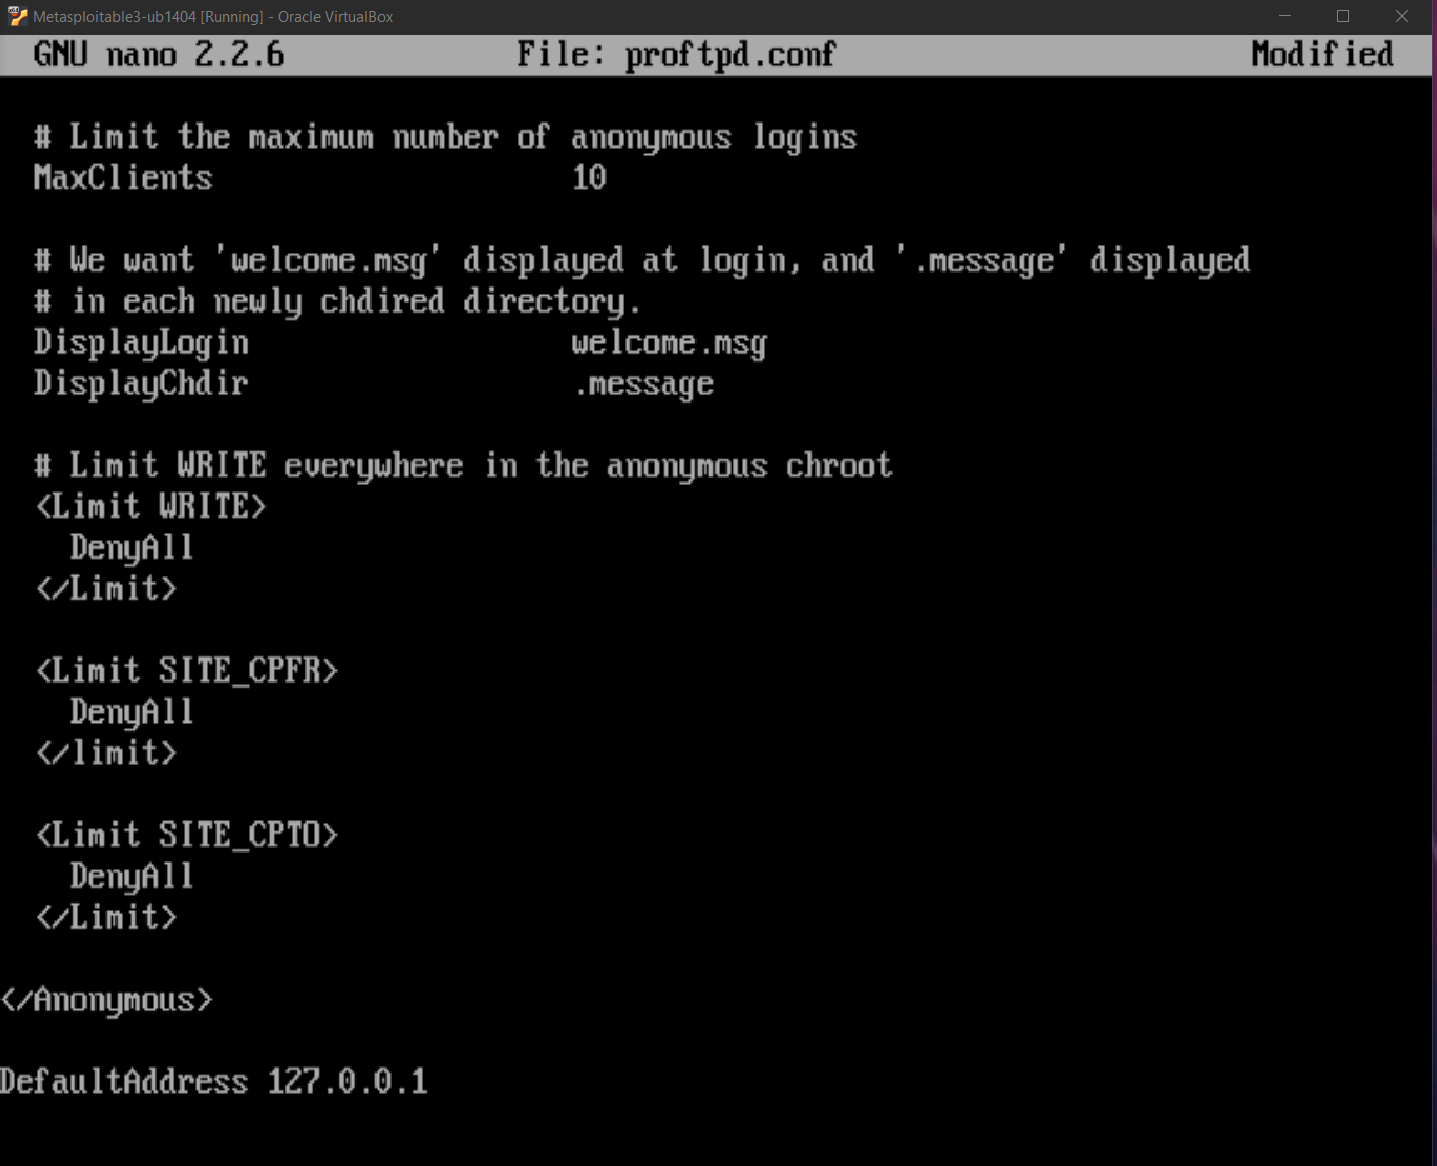 Metasploitable3-ub1404 [Running] - Oracle VirtualBox
GNU nano 2.2.6 File: proftpd.conf Modified
# Limit the maximum number of anonymous logins
MaxClients 10
# We want 'welcome.msg' displayed at login, and '.message' displayed
# in each newly chdired directory.
DisplayLogin welcome.msg
DisplayChdir .message
# Limit WRITE everywhere in the anonymous chroot
<Limit WRITE>
DenyAll
</Limit>
<Limit SITE_CPFR>
DenyAll
</limit>
<Limit SITE_CPTO>
DenyAll
</Limit>
</Anonymous>
DefaultAddress 127.0.0.1